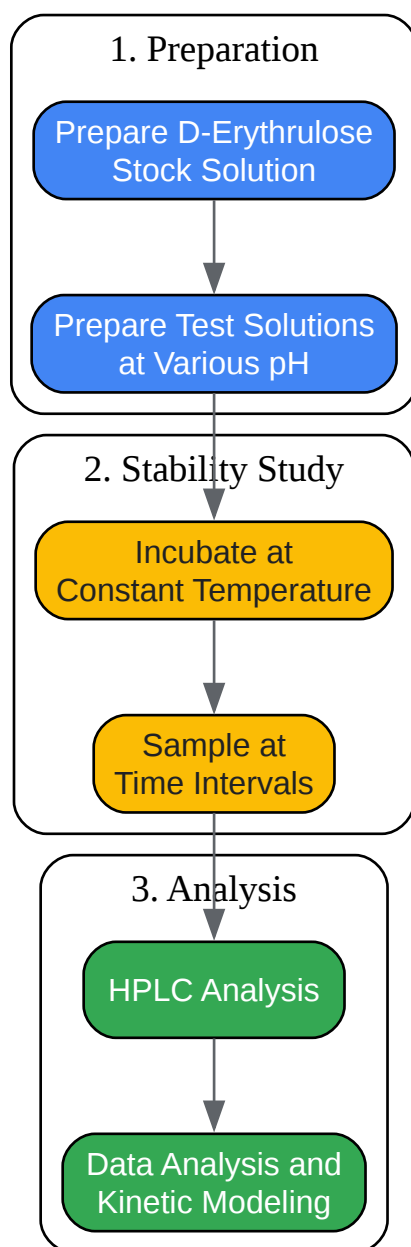 1. Preparation
Prepare D-Erythrulose
Stock Solution
Prepare Test Solutions
at Various pH
2. Stability Study
Incubate at
Constant Temperature
Sample at
Time Intervals
3. Analysis
HPLC Analysis
Data Analysis and
Kinetic Modeling